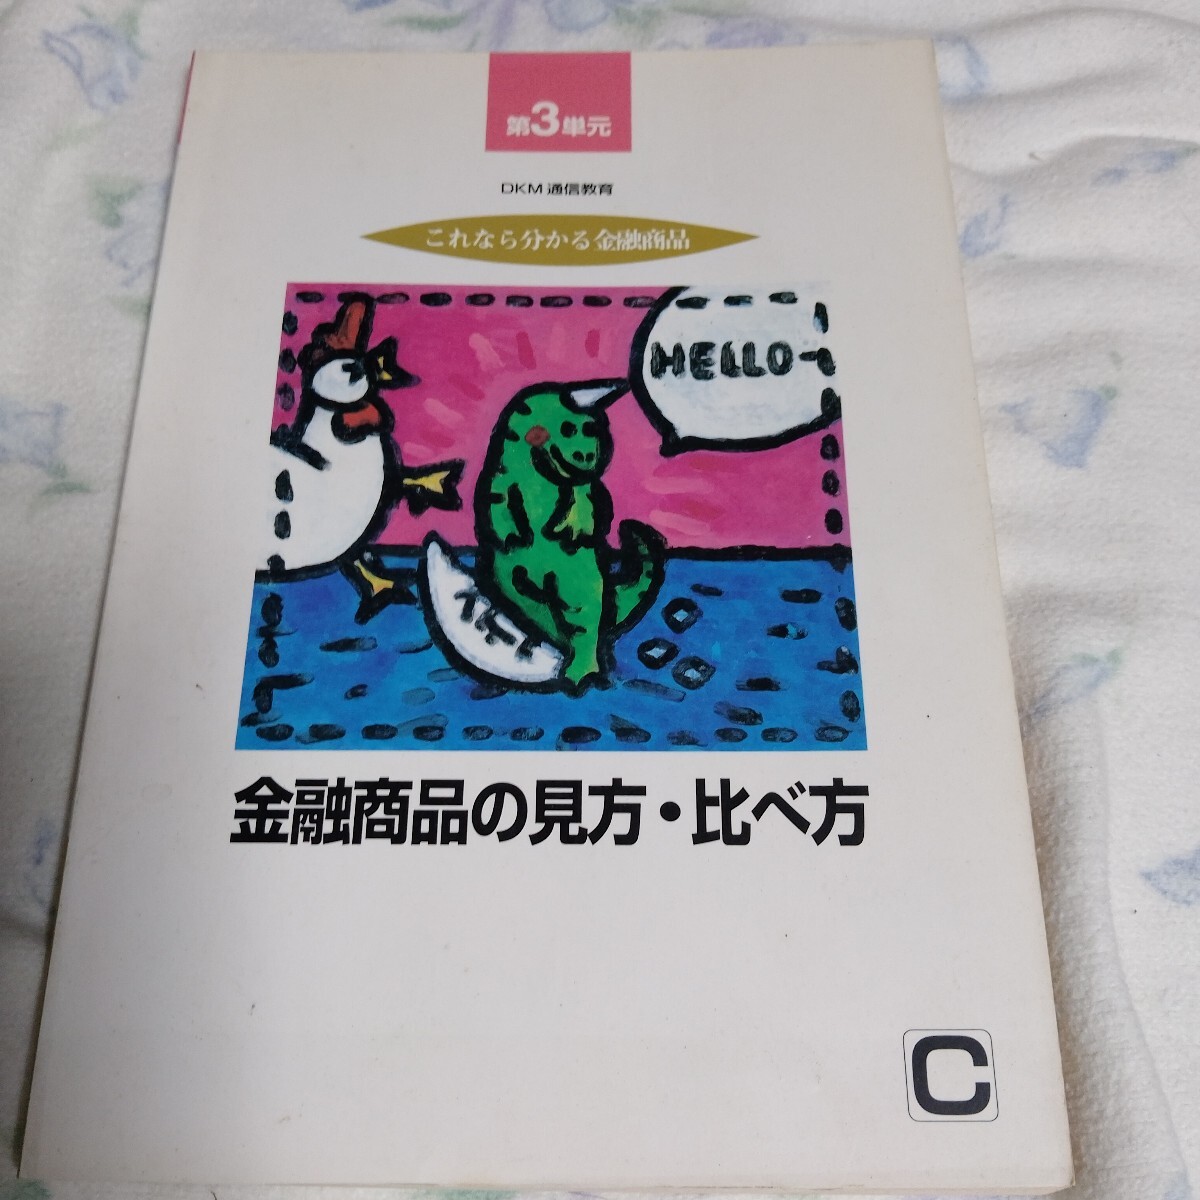 第3単元
DKM 通信教育
これなら分かる金融商品
HELLO-
金融商品の見方・比べ方
C